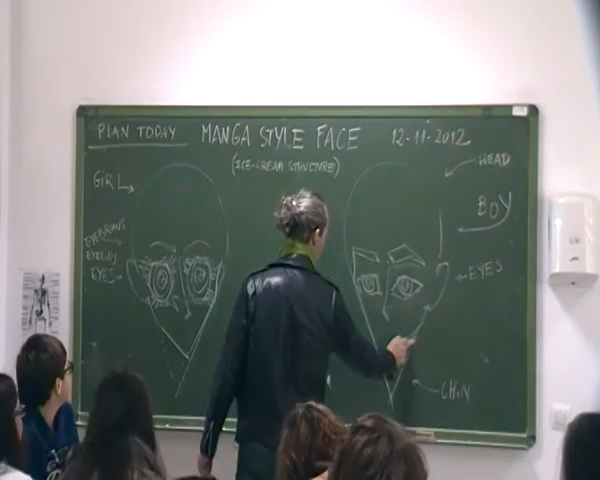 PLAN TODAY
MANGA STYLE FACE
12-11-2012
(ICE-CREAM STRUCTURE)
HEAD
GIRL
BOY
EYEBROWS
EYELIDS
EYES
EYES
CHIN